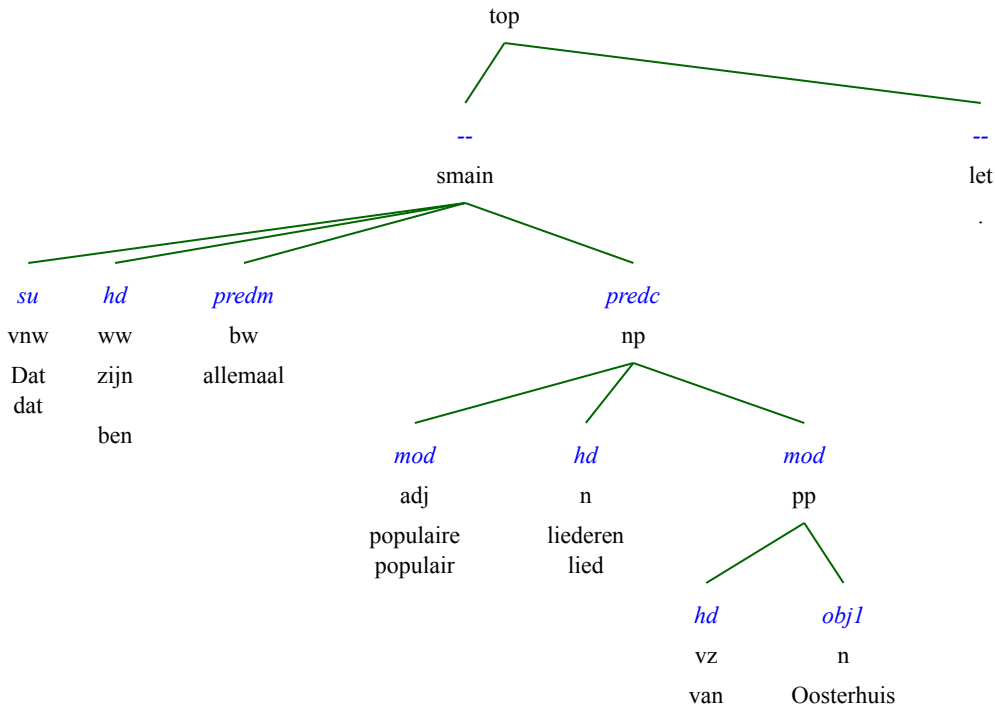 top
-- --
smain let
.
su hd predm predc
vnw ww bw np
Dat zijn allemaal
dat
ben
mod hd mod
adj n pp
populaire liederen
populair lied
hd obj1
vz n
van Oosterhuis